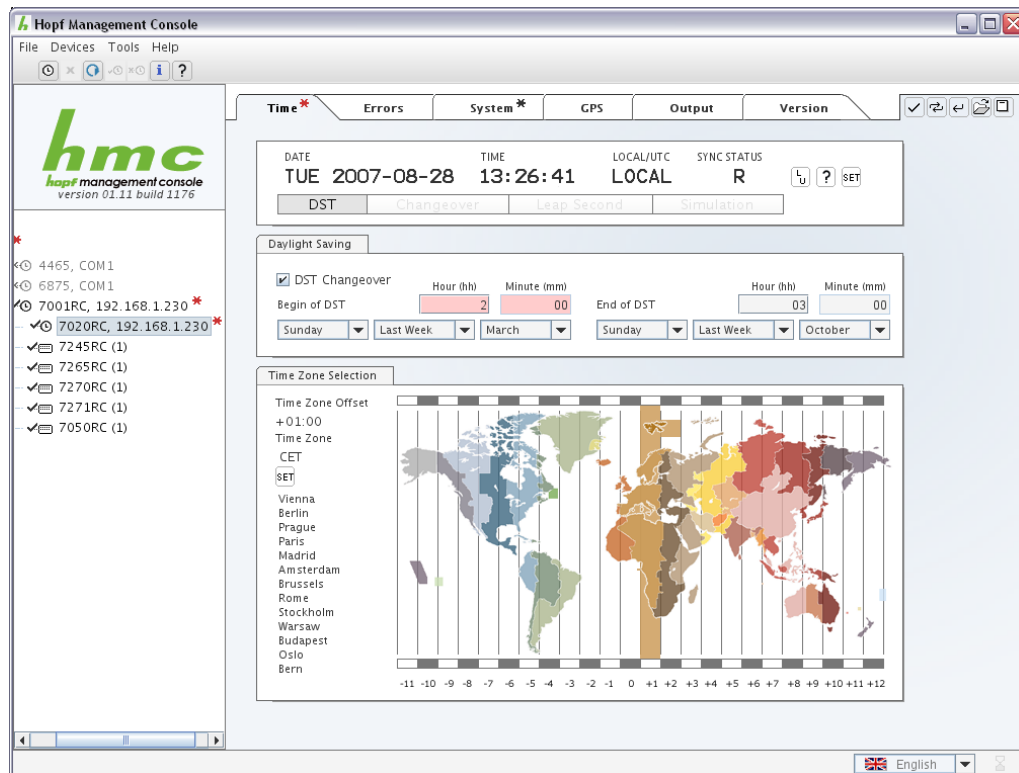 Hopf Management Console
File Devices Tools Help
Time* Errors System* GPS Output Version
hmc
hopf management console
version 01.11 build 1176
DATE TIME LOCAL/UTC SYNC STATUS
TUE 2007-08-28 13:26:41 LOCAL R L U ? SET
DST Changeover Leap Second Simulation
*
4465, COM1
6875, COM1
7001RC, 192.168.1.230 *
7020RC, 192.168.1.230 *
7245RC (1)
7265RC (1)
7270RC (1)
7271RC (1)
7050RC (1)
Daylight Saving
DST Changeover
Hour (hh) Minute (mm) Hour (hh) Minute (mm)
Begin of DST 2 00 End of DST 03 00
Sunday Last Week March Sunday Last Week October
Time Zone Selection
Time Zone Offset
+01:00
Time Zone
CET
SET
Vienna
Berlin
Prague
Paris
Madrid
Amsterdam
Brussels
Rome
Stockholm
Warsaw
Budapest
Oslo
Bern
-11 -10 -9 -8 -7 -6 -5 -4 -3 -2 -1 0 +1 +2 +3 +4 +5 +6 +7 +8 +9 +10 +11 +12
English